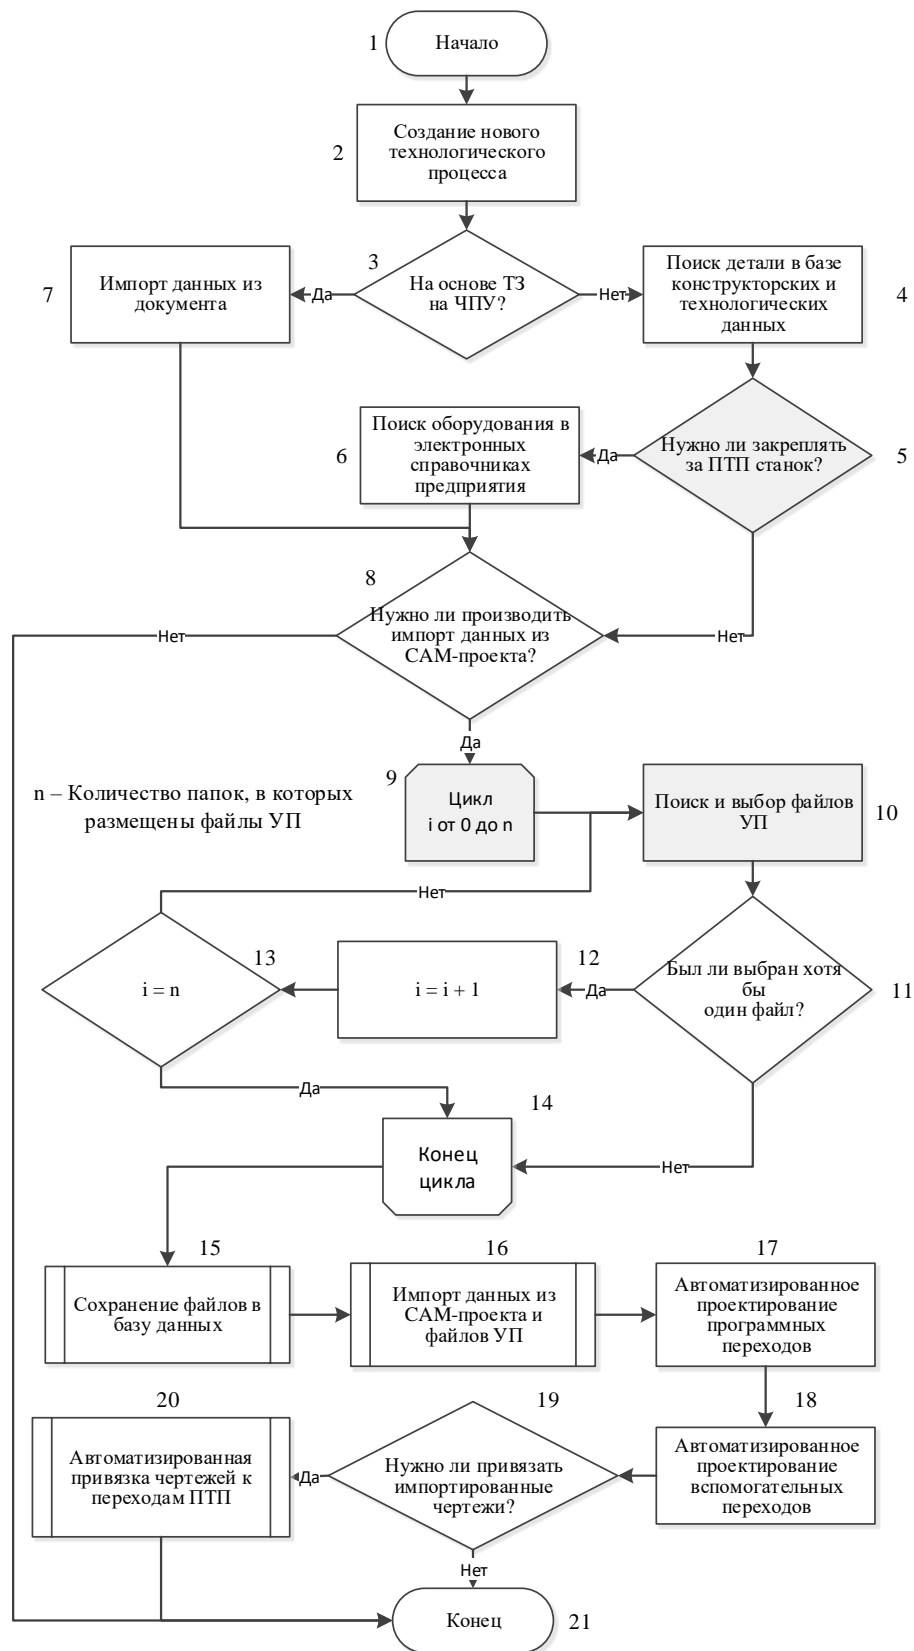 1
Начало
2
Создание нового
технологического
процесса
3
На основе ТЗ
на ЧПУ?
Да
Нет
7
Импорт данных из
документа
Поиск детали в базе
конструкторских и
технологических
данных
4
Нужно ли закреплять
за ПТП станок?
5
Да
6
Поиск оборудования в
электронных
справочниках
предприятия
8
Нужно ли производить
импорт данных из
САМ-проекта?
Нет
Нет
Да
n – Количество папок, в которых
размещены файлы УП
9
Цикл
i от 0 до n
Поиск и выбор файлов
УП
10
Нет
13
i = n
i = i + 1
12
Да
Был ли выбран хотя
бы
один файл?
11
Да
14
Конец
цикла
Нет
15
Сохранение файлов в
базу данных
16
Импорт данных из
САМ-проекта и
файлов УП
17
Автоматизированное
проектирование
программных
переходов
18
Автоматизированное
проектирование
вспомогательных
переходов
19
Нужно ли привязать
импортированные
чертежи?
Да
20
Автоматизированная
привязка чертежей к
переходам ПТП
Нет
Конец
21